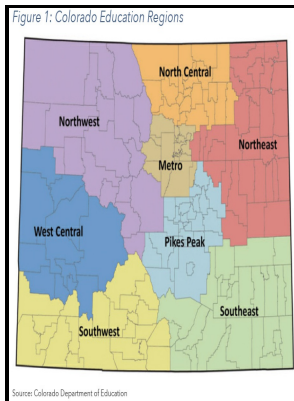 Figure 1: Colorado Education Regions
North Central
Northwest
Northeast
Metro
West Central
Pikes Peak
Southeast
Southwest
Source: Colorado Department of Education